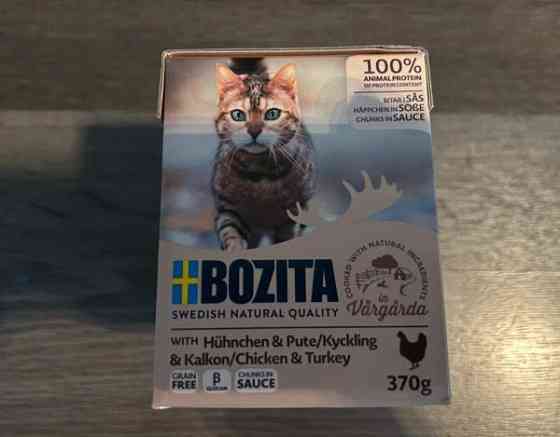 100%
ANIMAL PROTEIN
OF PROTEIN CONTENT
BITAR I SÅS
HÄPPCHEN IN SOßE
CHUNKS IN SAUCE
BOZITA
SWEDISH NATURAL QUALITY
COOKED WITH NATURAL INGREDIENTS
in
Vårgårda
WITH Hühnchen & Pute/Kyckling
& Kalkon/Chicken & Turkey
GRAIN
FREE
β
GLUCAN
CHUNKS IN
SAUCE
370g